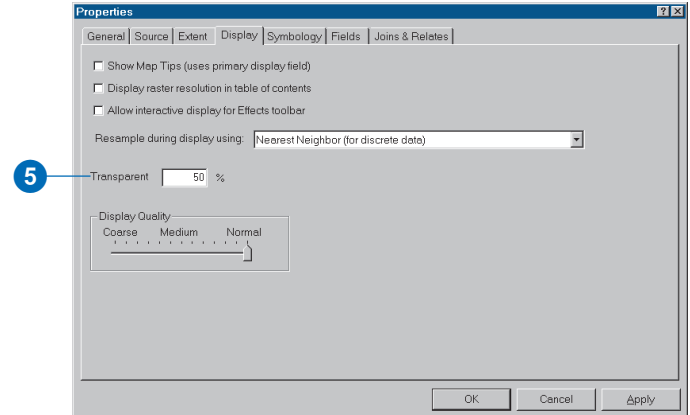 Properties
General Source Extent Display Symbology Fields Joins & Relates
Show Map Tips (uses primary display field)
Display raster resolution in table of contents
Allow interactive display for Effects toolbar
Resample during display using: Nearest Neighbor (for discrete data)
5 Transparent 50 %
Display Quality
Coarse Medium Normal
OK Cancel Apply